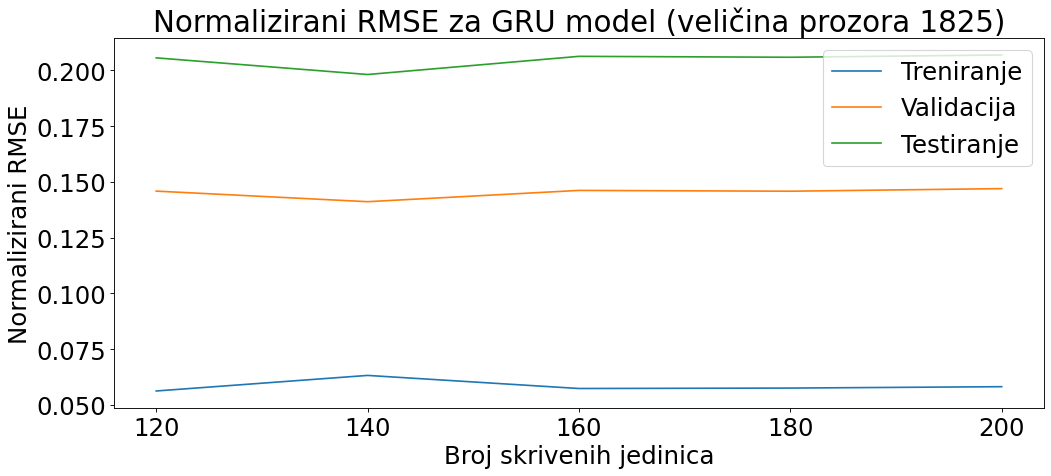 Normalizirani RMSE za GRU model (veličina prozora 1825)
Normalizirani RMSE
0.200
0.175
0.150
0.125
0.100
0.075
0.050
Treniranje
Validacija
Testiranje
120
140
160
180
200
Broj skrivenih jedinica